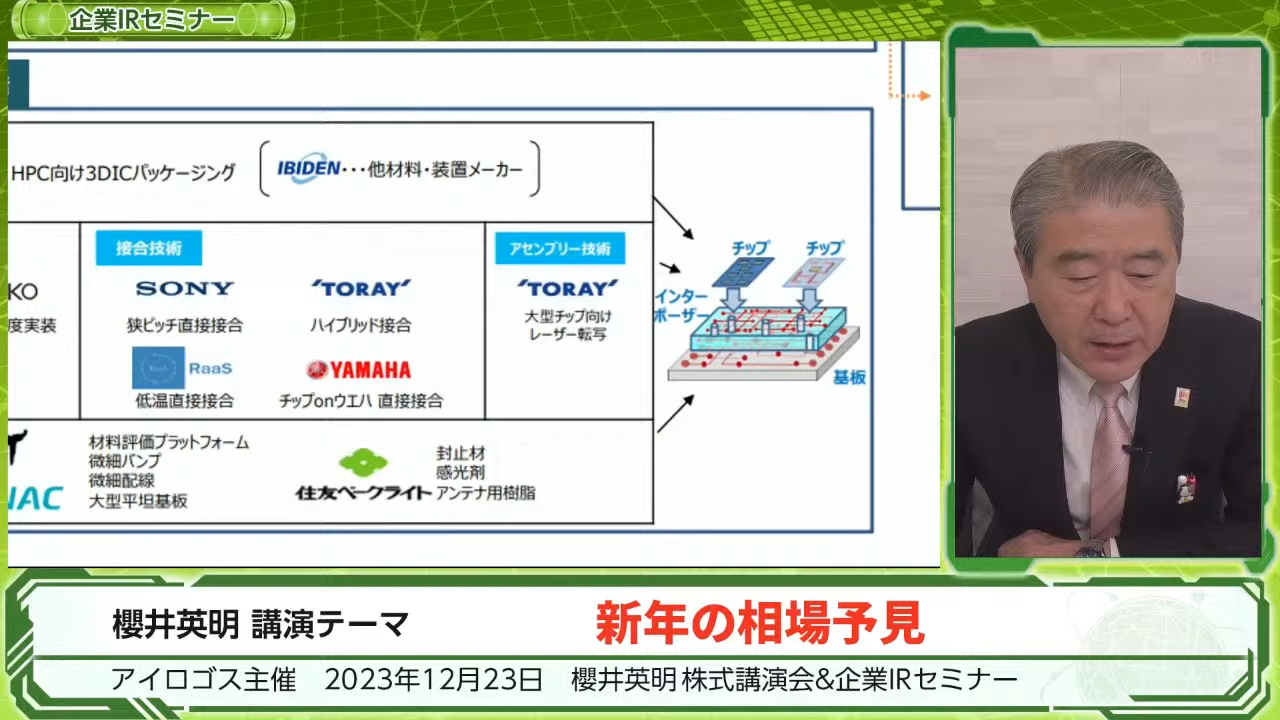 企業IRセミナー
HPC向け3DICパッケージング
IBIDEN・・・他材料・装置メーカー
接合技術
アセンブリー技術
SONY
狭ピッチ直接接合
TORAY
ハイブリッド接合
TORAY
大型チップ向け
レーザー転写
KO
度実装
RaaS
低温直接接合
YAMAHA
チップonウエハ 直接接合
チップ
チップ
インター
ポーザー
基板
NAC
材料評価プラットフォーム
微細バンプ
微細配線
大型平坦基板
住友ベークライト
封止材
感光剤
アンテナ用樹脂
櫻井英明 講演テーマ
新年の相場予見
アイロゴス主催 2023年12月23日 櫻井英明 株式講演会&企業IRセミナー